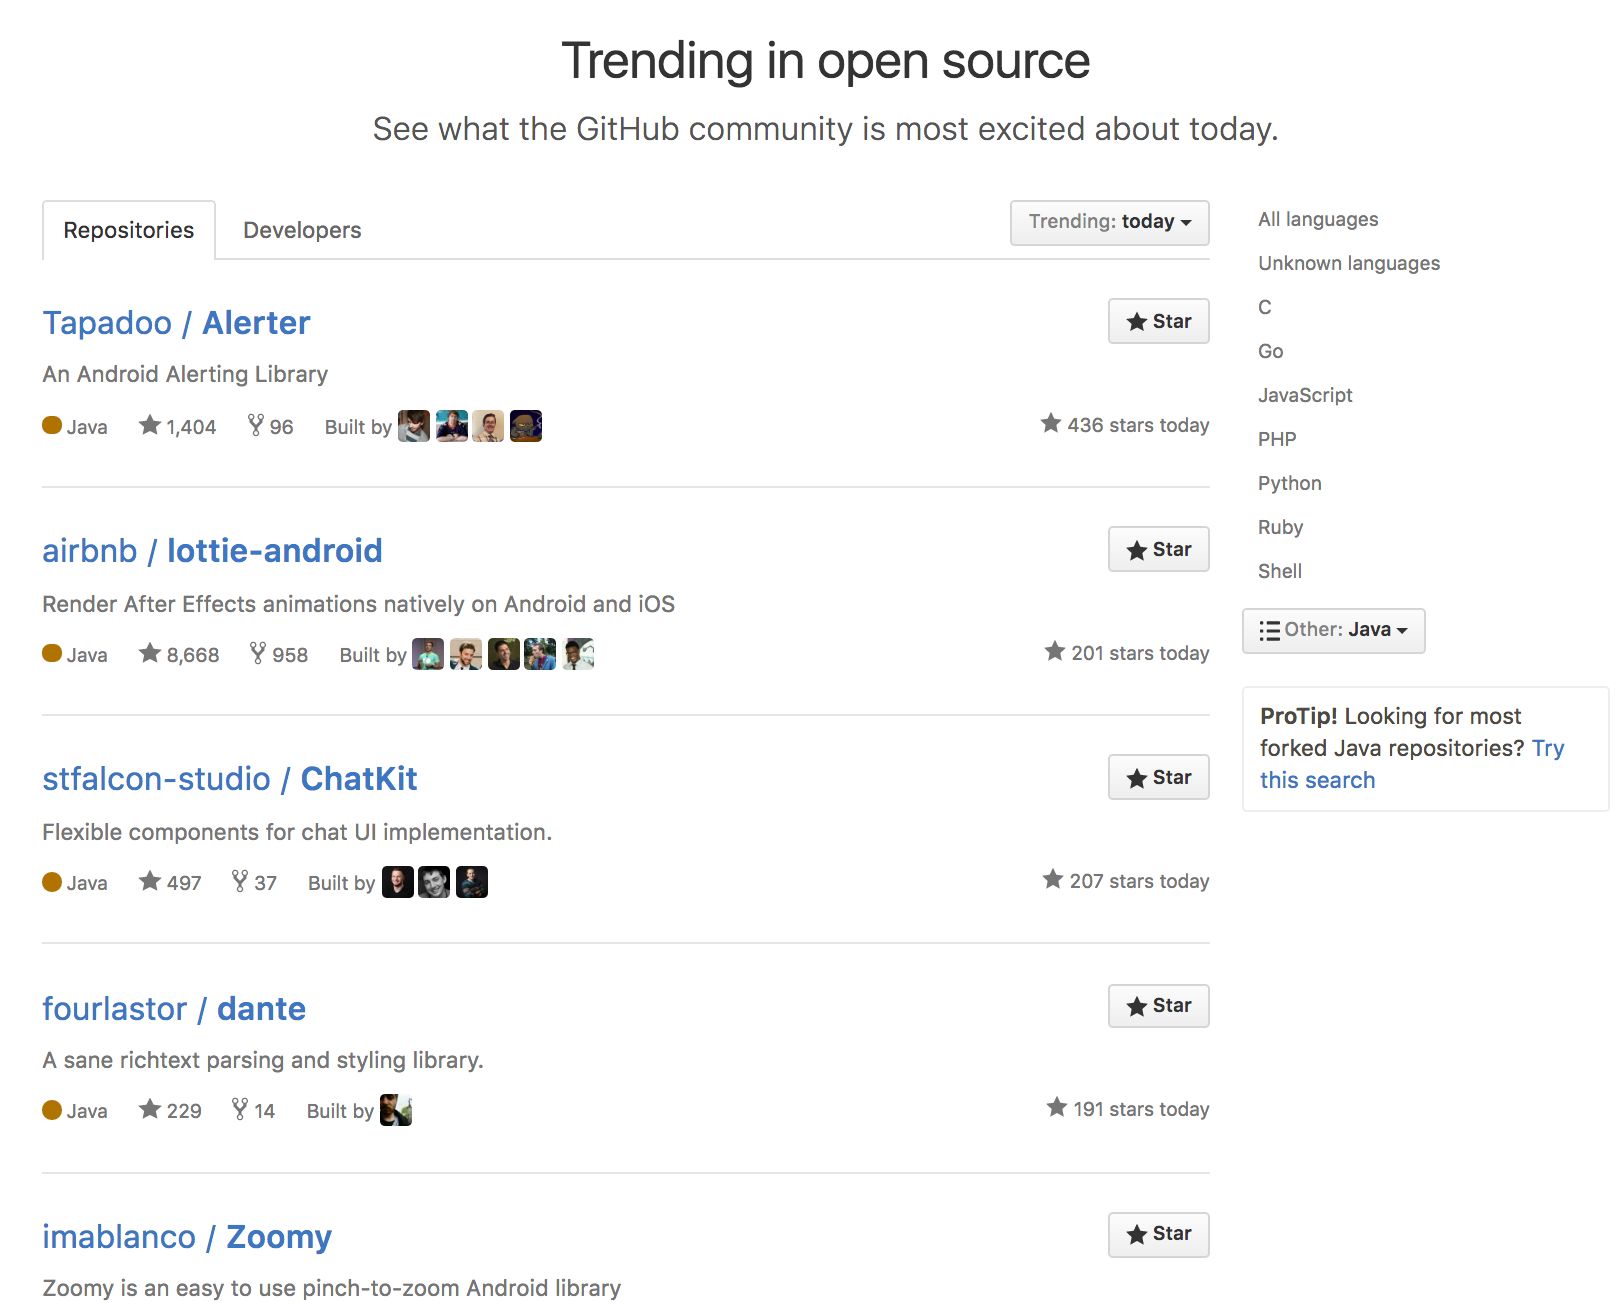 Trending in open source
See what the GitHub community is most excited about today.
Repositories Developers Trending: today
Tapadoo / Alerter Star
An Android Alerting Library
Java 1,404 96 Built by 436 stars today
airbnb / lottie-android Star
Render After Effects animations natively on Android and iOS
Java 8,668 958 Built by 201 stars today
stfalcon-studio / ChatKit Star
Flexible components for chat UI implementation.
Java 497 37 Built by 207 stars today
fourlastor / dante Star
A sane richtext parsing and styling library.
Java 229 14 Built by 191 stars today
imablanco / Zoomy Star
Zoomy is an easy to use pinch-to-zoom Android library
All languages
Unknown languages
C
Go
JavaScript
PHP
Python
Ruby
Shell
Other: Java
ProTip! Looking for most
forked Java repositories? Try
this search